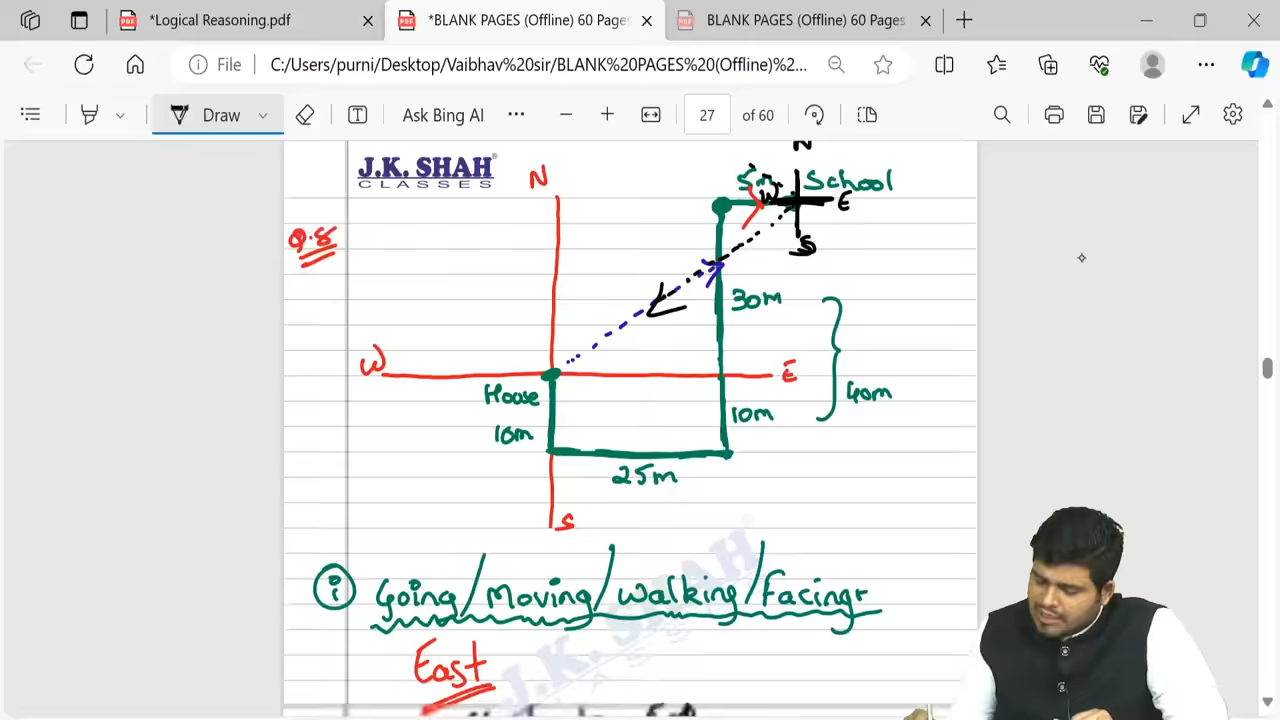 *Logical Reasoning.pdf
*BLANK PAGES (Offline) 60 Pages
BLANK PAGES (Offline) 60 Pages
File
C:/Users/purni/Desktop/Vaibhav%20sir/BLANK%20PAGES%20(Offline)%2...
Draw
Ask Bing AI
27
of 60
J.K. SHAH
CLASSES
N
N
5m
School
W
E
S
Q.8
30m
W
E
House
10m
40m
10m
25m
S
i
Going/Moving/Walking/Facing
East
J.K. SHAH